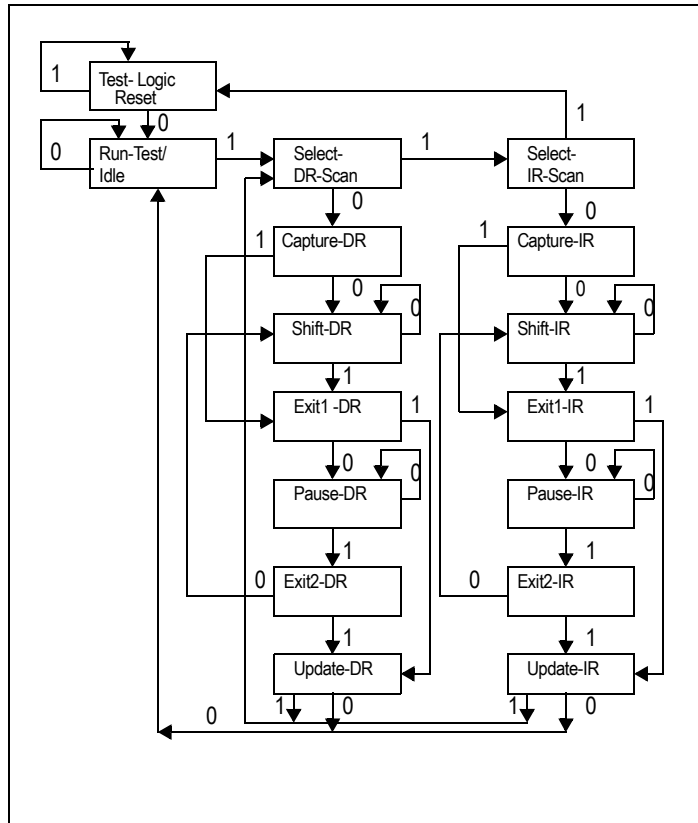 1
Test- Logic
Reset
0
1
0
Run-Test/
Idle
1
Select-
DR-Scan
1
Select-
IR-Scan
0
0
1
Capture-DR
1
Capture-IR
0
0
Shift-DR
0
Shift-IR
0
1
1
Exit1 -DR
1
Exit1-IR
1
0
0
Pause-DR
0
Pause-IR
0
1
1
0
Exit2-DR
0
Exit2-IR
1
1
Update-DR
Update-IR
0
1
0
1
0